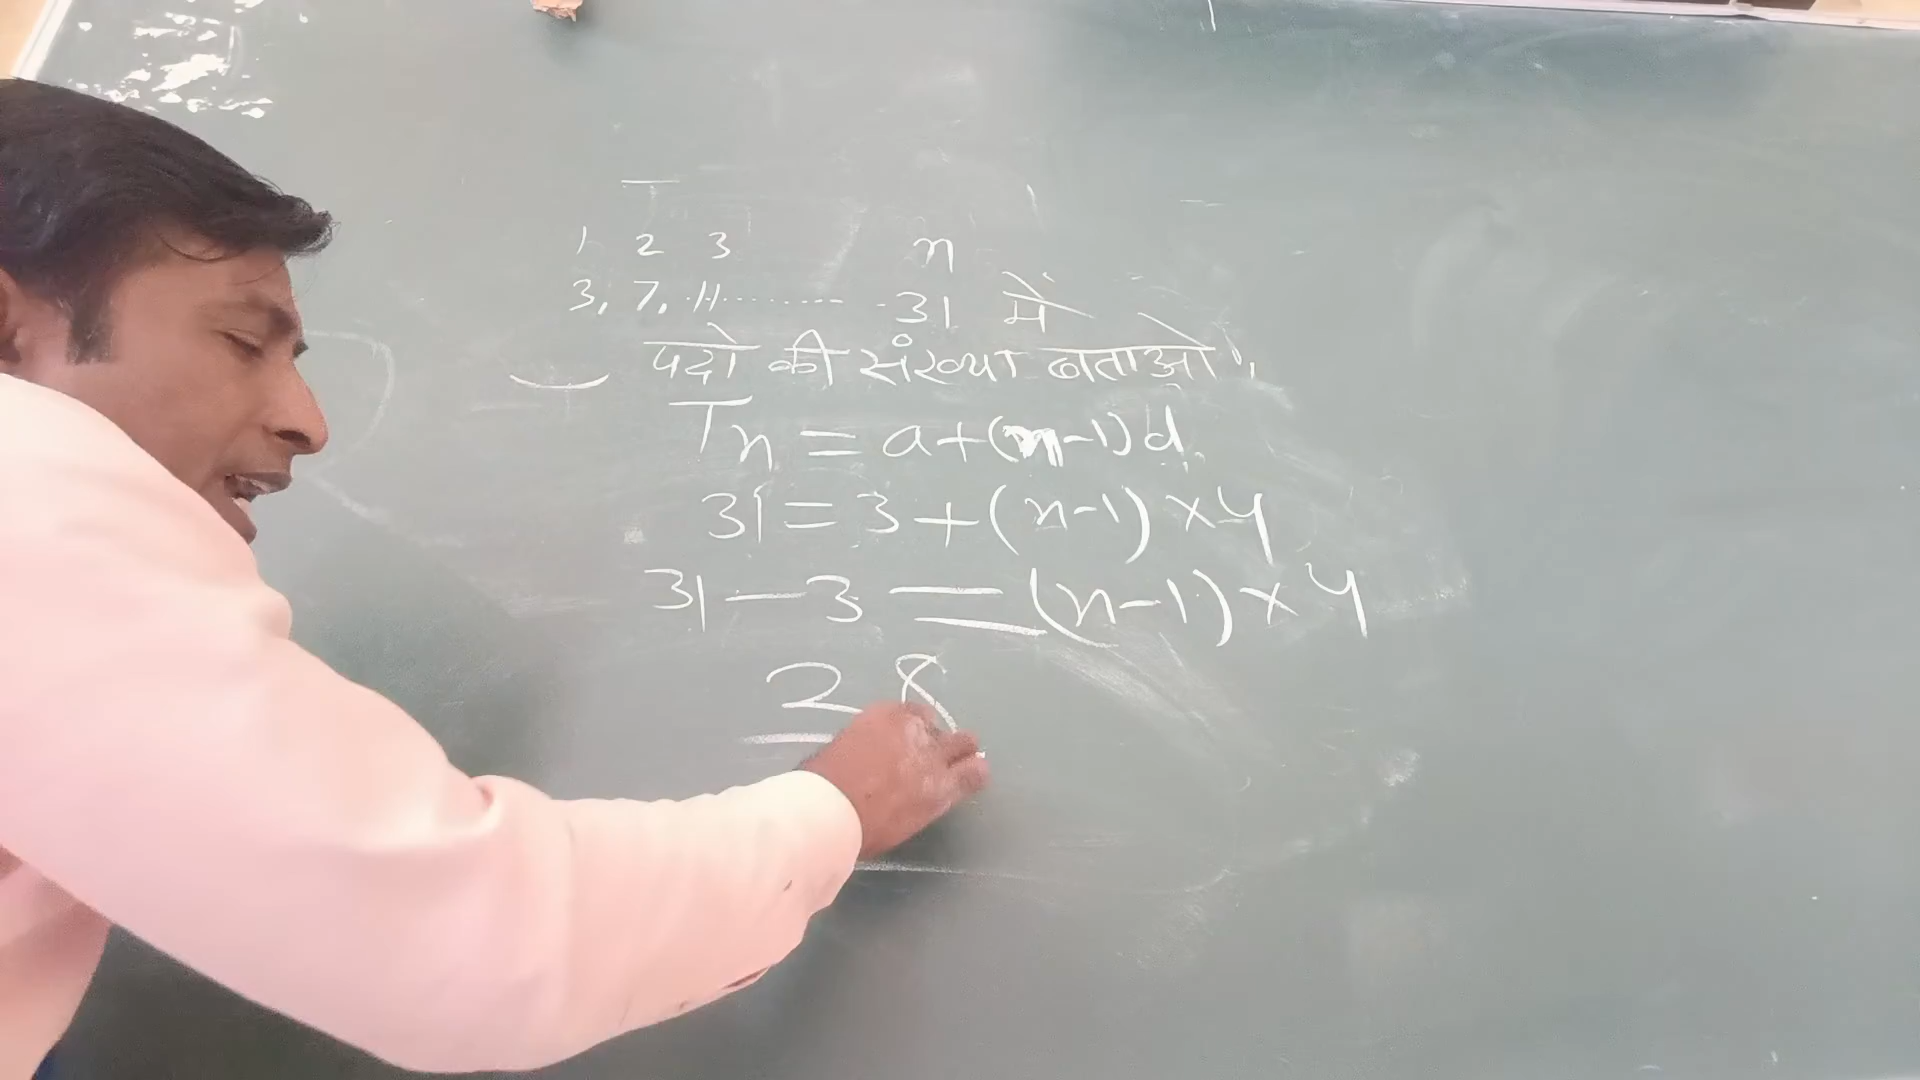 1 2 3 n
3, 7, 11 ........ 31 में
पदो की संख्या बताओ।
Tn = a+(n-1)d
31 = 3+(n-1)×4
31-3 = (n-1)×4
28